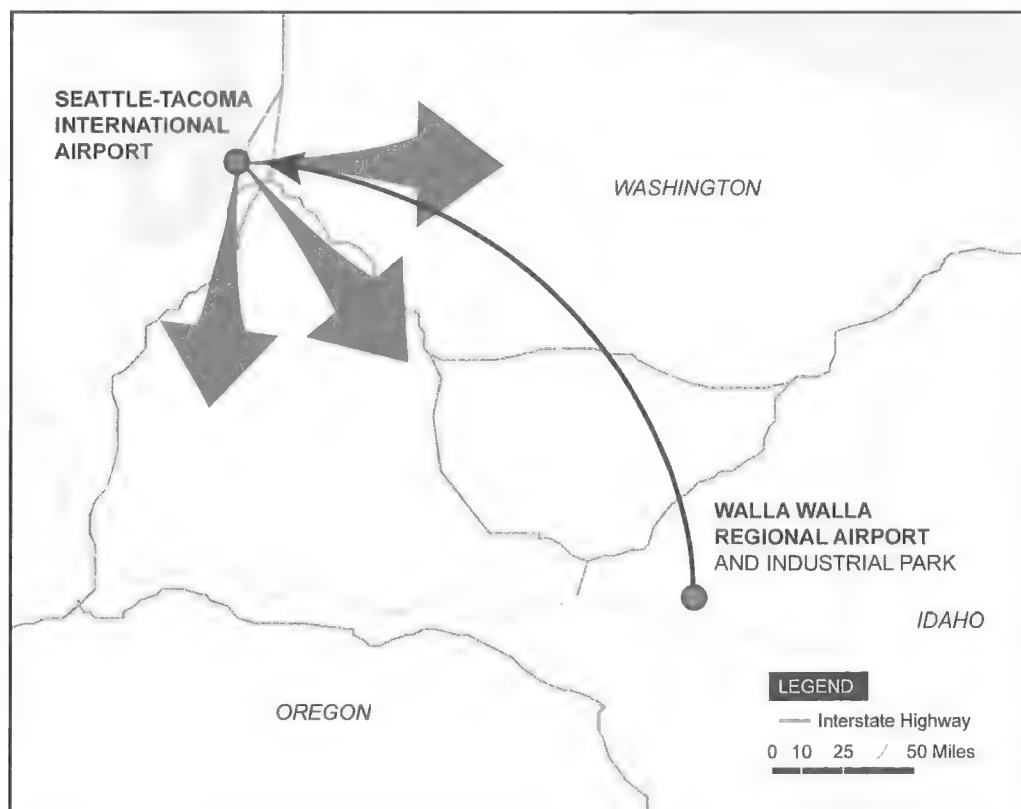 SEATTLE-TACOMA
INTERNATIONAL
AIRPORT
WASHINGTON
WALLA WALLA
REGIONAL AIRPORT
AND INDUSTRIAL PARK
IDAHO
OREGON
LEGEND
Interstate Highway
0 10 25 / 50 Miles